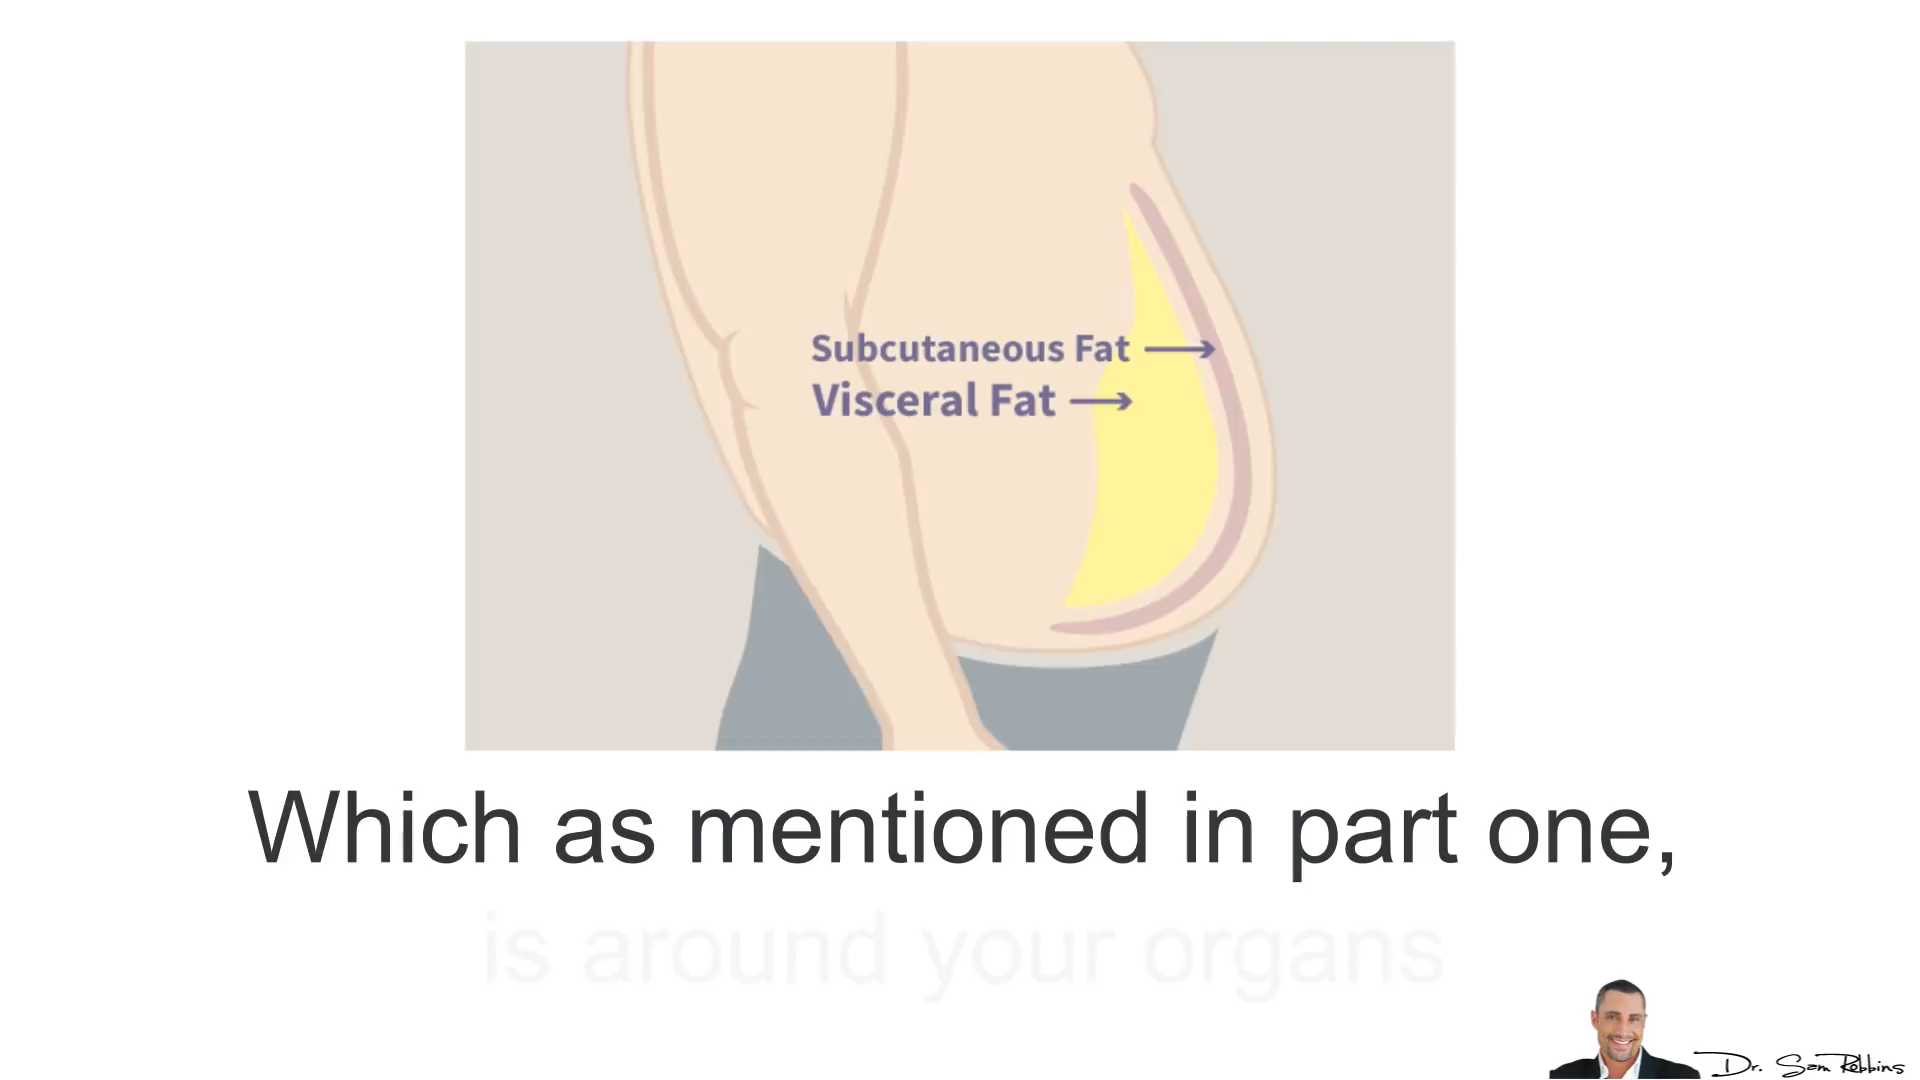 Subcutaneous Fat
Visceral Fat
Which as mentioned in part one,
is around your organs
Dr. Sam Robbins